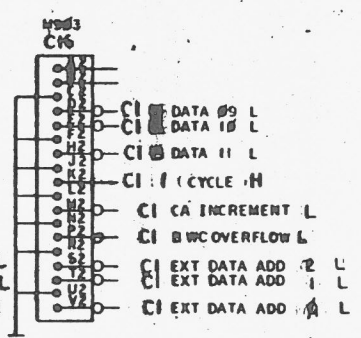 M903
C16
D2
E2
F2
H2
J2
K2
L2
M2
N2
P2
R2
S2
T2
U2
V2
CI DATA 09 L
CI DATA 10 L
CI DATA 11 L
CI CYCLE H
CI CA INCREMENT L
CI BWC OVERFLOW L
CI EXT DATA ADD 2 L
CI EXT DATA ADD 1 L
CI EXT DATA ADD 0 L